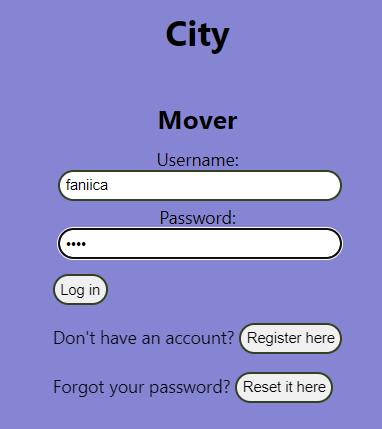 City
Mover
Username:
faniica
Password:
••••
Log in
Don't have an account? Register here
Forgot your password? Reset it here